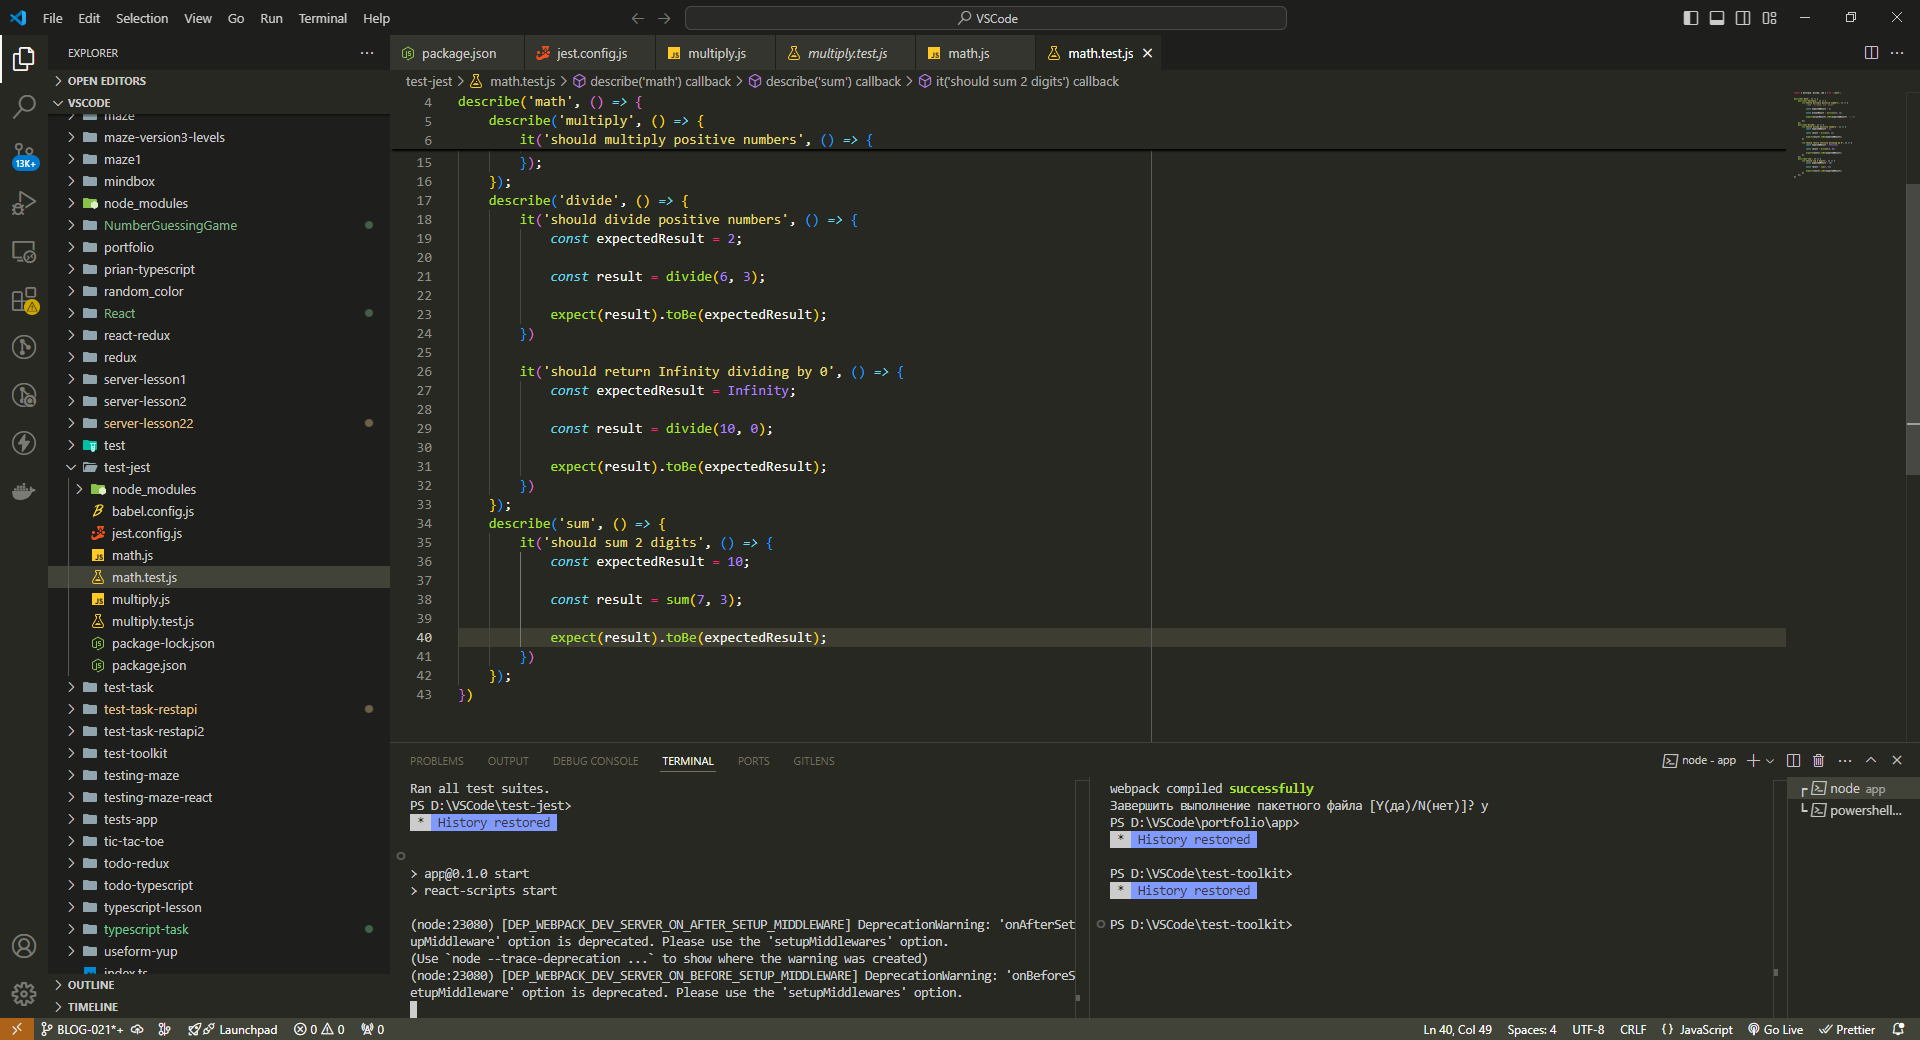 File Edit Selection View Go Run Terminal Help
VSCode
EXPLORER
OPEN EDITORS
VSCODE
maze
maze-version3-levels
maze1
mindbox
node_modules
NumberGuessingGame
portfolio
prian-typescript
random_color
React
react-redux
redux
server-lesson1
server-lesson2
server-lesson22
test
test-jest
node_modules
babel.config.js
jest.config.js
math.js
math.test.js
multiply.js
multiply.test.js
package-lock.json
package.json
test-task
test-task-restapi
test-task-restapi2
test-toolkit
testing-maze
testing-maze-react
tests-app
tic-tac-toe
todo-redux
todo-typescript
typescript-lesson
typescript-task
useform-yup
index.ts
OUTLINE
TIMELINE
13K+
package.json jest.config.js multiply.js multiply.test.js math.js math.test.js
test-jest > math.test.js > describe('math') callback > describe('sum') callback > it('should sum 2 digits') callback
4 describe('math', () => {
5 describe('multiply', () => {
6 it('should multiply positive numbers', () => {
15 });
16 });
17 describe('divide', () => {
18 it('should divide positive numbers', () => {
19 const expectedResult = 2;
20
21 const result = divide(6, 3);
22
23 expect(result).toBe(expectedResult);
24 })
25
26 it('should return Infinity dividing by 0', () => {
27 const expectedResult = Infinity;
28
29 const result = divide(10, 0);
30
31 expect(result).toBe(expectedResult);
32 })
33 });
34 describe('sum', () => {
35 it('should sum 2 digits', () => {
36 const expectedResult = 10;
37
38 const result = sum(7, 3);
39
40 expect(result).toBe(expectedResult);
41 })
42 });
43 })
PROBLEMS OUTPUT DEBUG CONSOLE TERMINAL PORTS GITLENS
node - app
Ran all test suites.
PS D:\VSCode\test-jest>
* History restored
> app@0.1.0 start
> react-scripts start
(node:23080) [DEP_WEBPACK_DEV_SERVER_ON_AFTER_SETUP_MIDDLEWARE] DeprecationWarning: 'onAfterSet
upMiddleware' option is deprecated. Please use the 'setupMiddlewares' option.
(Use `node --trace-deprecation ...` to show where the warning was created)
(node:23080) [DEP_WEBPACK_DEV_SERVER_ON_BEFORE_SETUP_MIDDLEWARE] DeprecationWarning: 'onBeforeS
etupMiddleware' option is deprecated. Please use the 'setupMiddlewares' option.
webpack compiled successfully
Завершить выполнение пакетного файла [Y(да)/N(нет)]? y
PS D:\VSCode\portfolio\app>
* History restored
PS D:\VSCode\test-toolkit>
* History restored
PS D:\VSCode\test-toolkit>
node app
powershell...
BLOG-021*+ Launchpad 0 0 0
Ln 40, Col 49 Spaces: 4 UTF-8 CRLF {} JavaScript Go Live Prettier